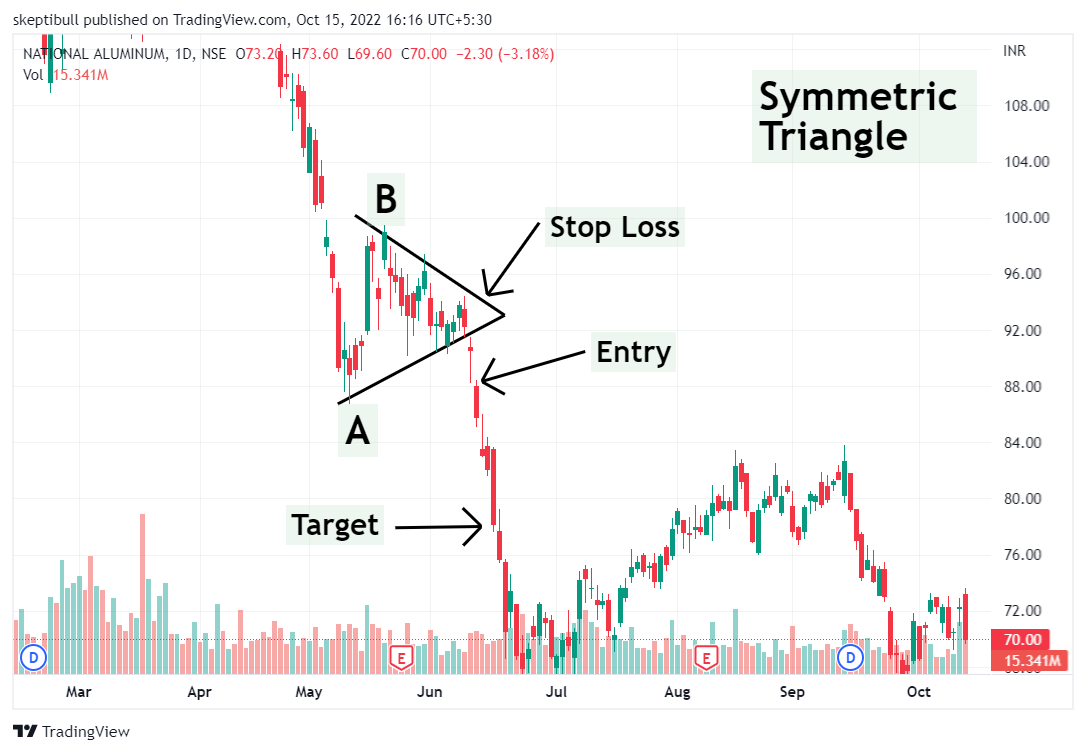 skeptibull published on TradingView.com, Oct 15, 2022 16:16 UTC+5:30
NATIONAL ALUMINUM, 1D, NSE O73.20 H73.60 L69.60 C70.00 −2.30 (−3.18%)
INR
Vol 15.341M
Symmetric
Triangle
108.00
104.00
100.00
96.00
92.00
88.00
84.00
80.00
76.00
72.00
70.00
15.341M
B
Stop Loss
Entry
A
Target
D
E
E
D
Mar Apr May Jun Jul Aug Sep Oct
TradingView